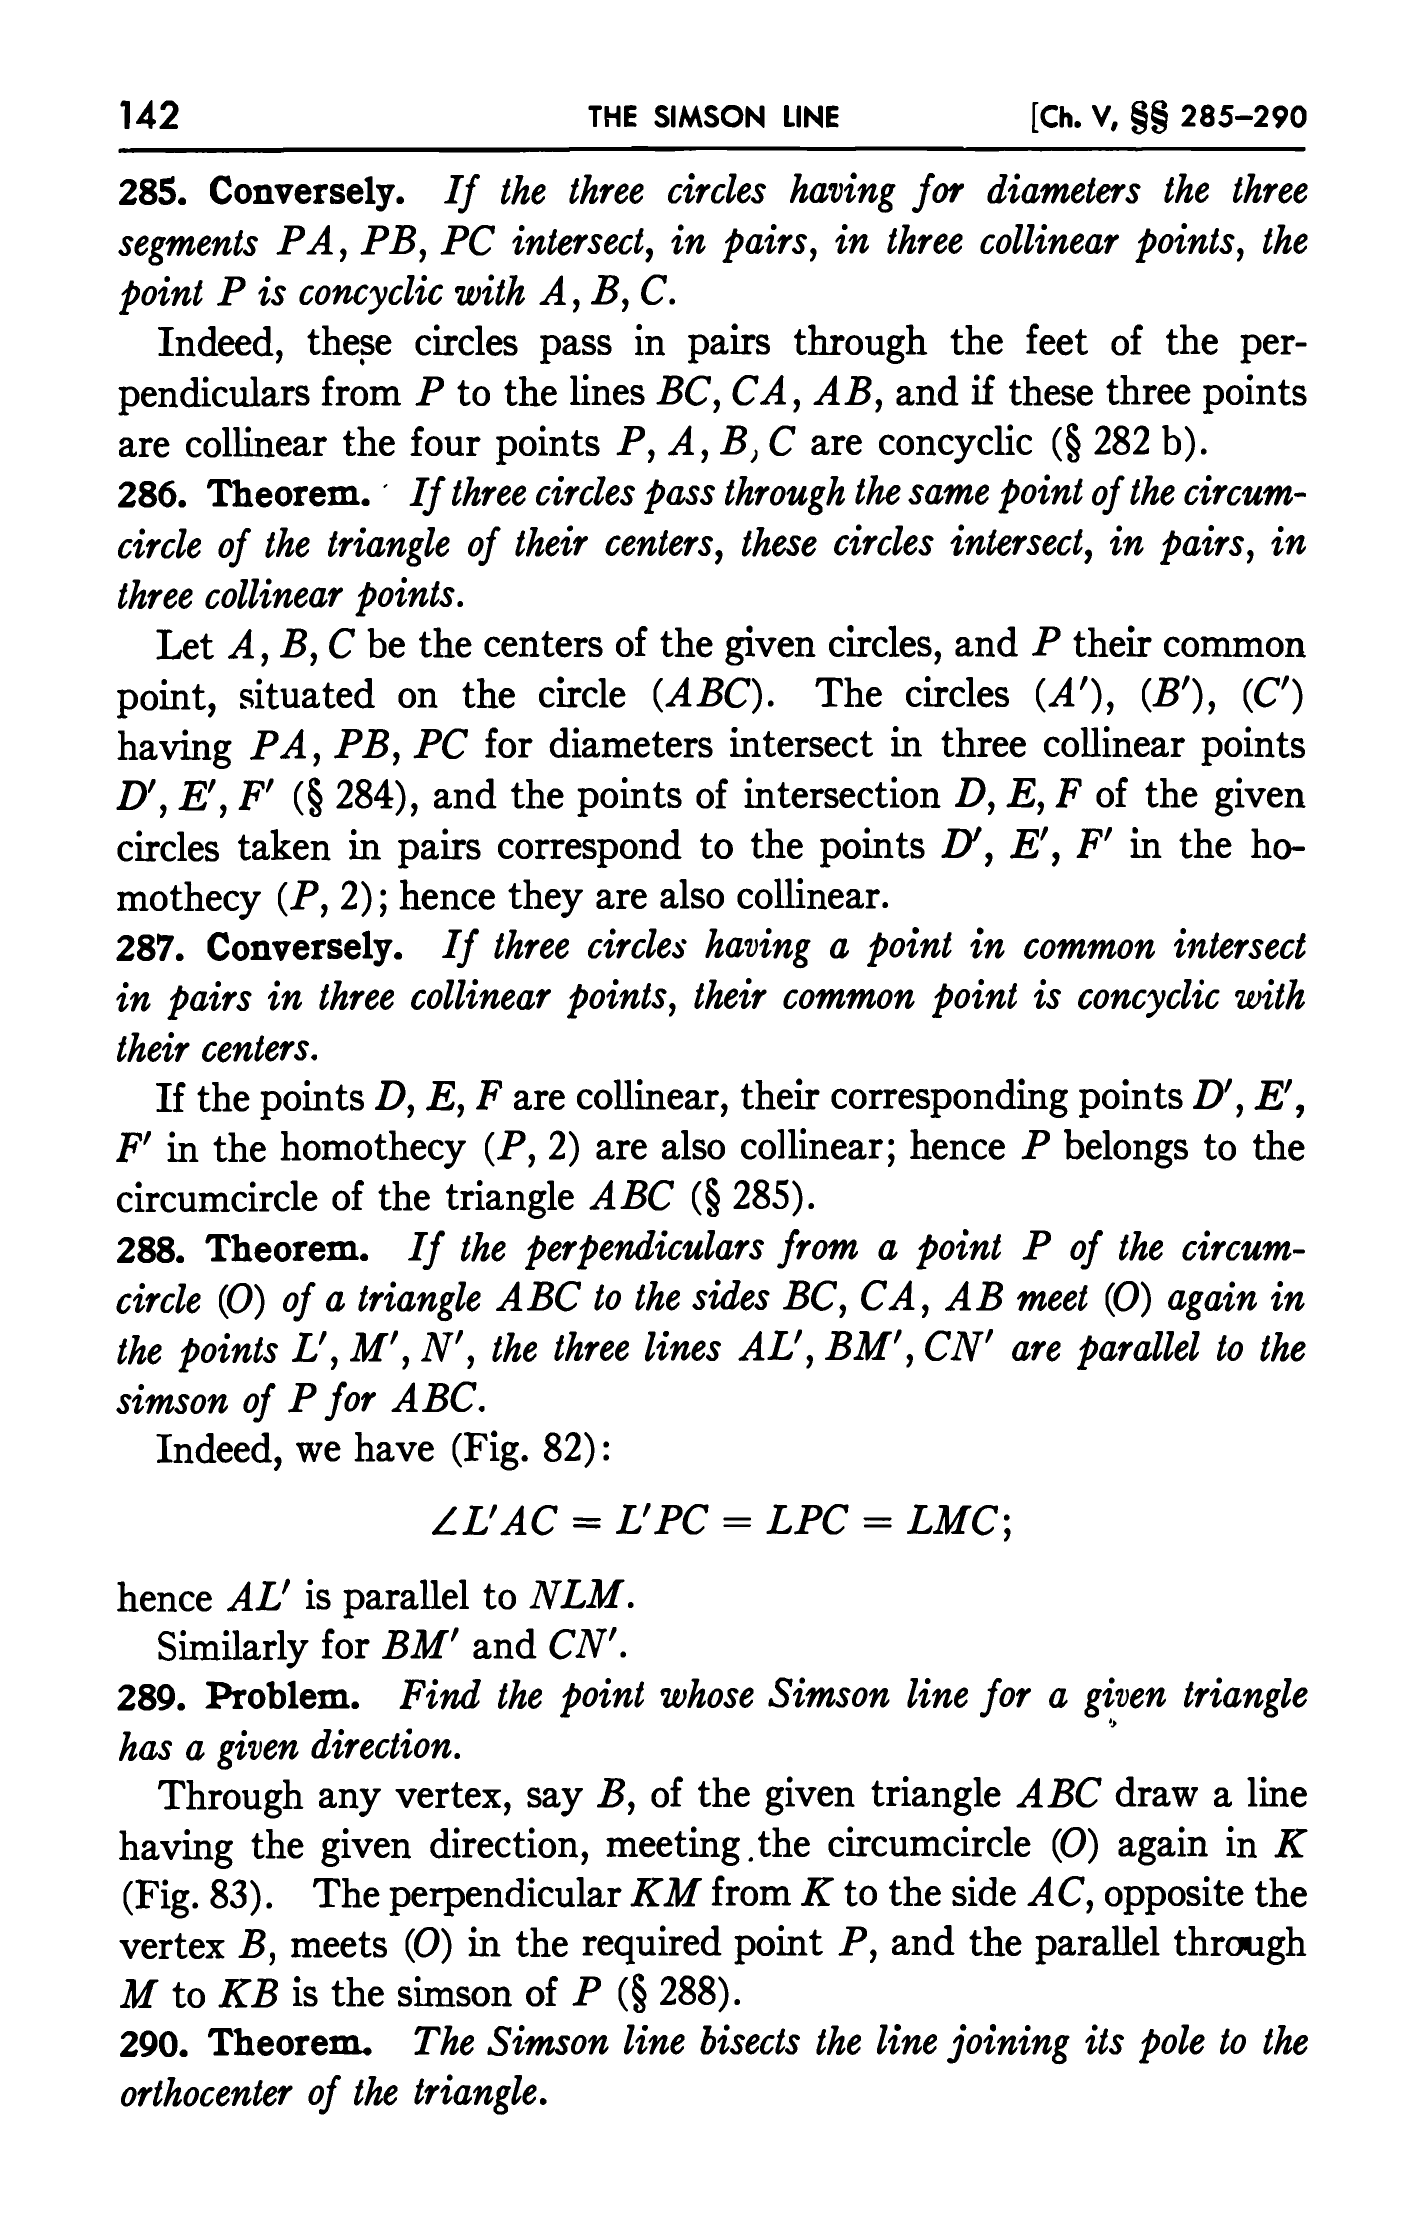 142 THE SIMSON LINE [Ch. V, §§ 285–290
285. Conversely. If the three circles having for diameters the three
segments PA, PB, PC intersect, in pairs, in three collinear points, the
point P is concyclic with A, B, C.
Indeed, these circles pass in pairs through the feet of the per-
pendiculars from P to the lines BC, CA, AB, and if these three points
are collinear the four points P, A, B, C are concyclic (§ 282 b).
286. Theorem. If three circles pass through the same point of the circum-
circle of the triangle of their centers, these circles intersect, in pairs, in
three collinear points.
Let A, B, C be the centers of the given circles, and P their common
point, situated on the circle (ABC). The circles (A′), (B′), (C′)
having PA, PB, PC for diameters intersect in three collinear points
D′, E′, F′ (§ 284), and the points of intersection D, E, F of the given
circles taken in pairs correspond to the points D′, E′, F′ in the ho-
mothecy (P, 2); hence they are also collinear.
287. Conversely. If three circles having a point in common intersect
in pairs in three collinear points, their common point is concyclic with
their centers.
If the points D, E, F are collinear, their corresponding points D′, E′,
F′ in the homothecy (P, 2) are also collinear; hence P belongs to the
circumcircle of the triangle ABC (§ 285).
288. Theorem. If the perpendiculars from a point P of the circum-
circle (O) of a triangle ABC to the sides BC, CA, AB meet (O) again in
the points L′, M′, N′, the three lines AL′, BM′, CN′ are parallel to the
simson of P for ABC.
Indeed, we have (Fig. 82):
∠L′AC = L′PC = LPC = LMC;
hence AL′ is parallel to NLM.
Similarly for BM′ and CN′.
289. Problem. Find the point whose Simson line for a given triangle
has a given direction.
Through any vertex, say B, of the given triangle ABC draw a line
having the given direction, meeting the circumcircle (O) again in K
(Fig. 83). The perpendicular KM from K to the side AC, opposite the
vertex B, meets (O) in the required point P, and the parallel through
M to KB is the simson of P (§ 288).
290. Theorem. The Simson line bisects the line joining its pole to the
orthocenter of the triangle.